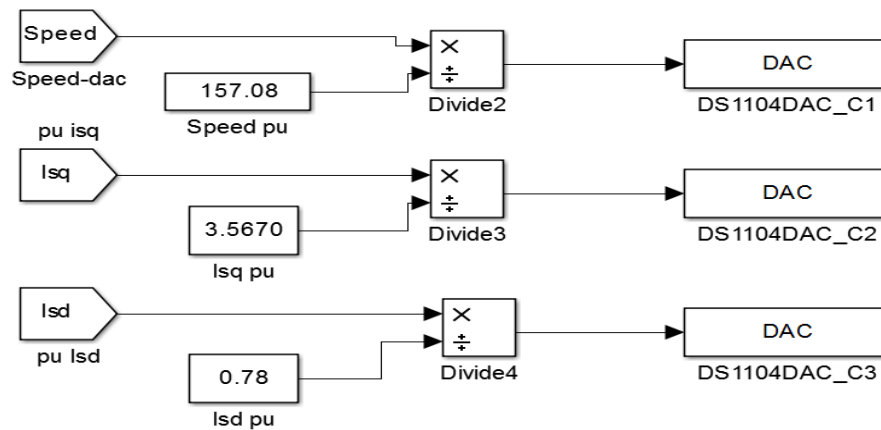 Speed
Speed-dac
157.08
Speed pu
×
÷
Divide2
DAC
DS1104DAC_C1
pu isq
Isq
3.5670
Isq pu
×
÷
Divide3
DAC
DS1104DAC_C2
Isd
pu Isd
0.78
Isd pu
×
÷
Divide4
DAC
DS1104DAC_C3